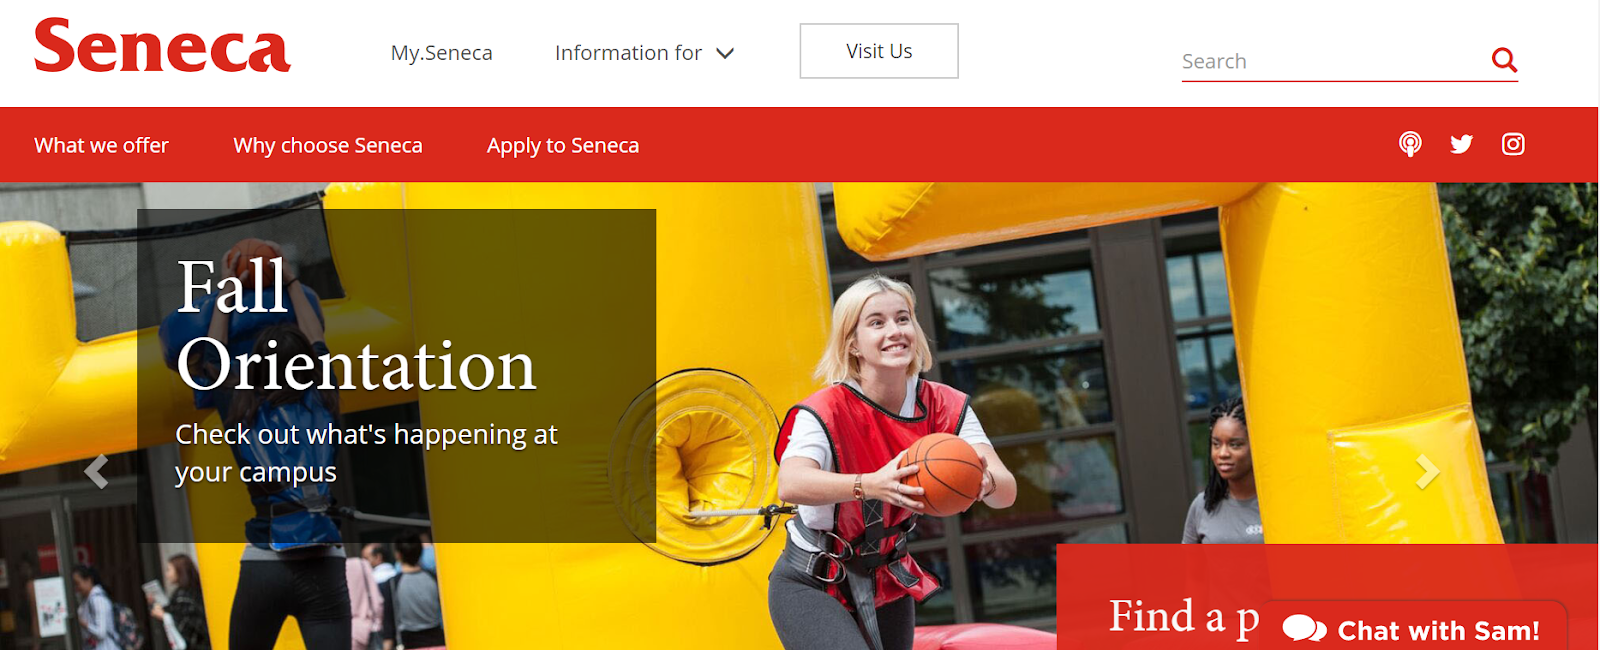 Seneca
My.Seneca
Information for
Visit Us
Search
What we offer
Why choose Seneca
Apply to Seneca
Fall
Orientation
Check out what's happening at
your campus
Find a p
Chat with Sam!